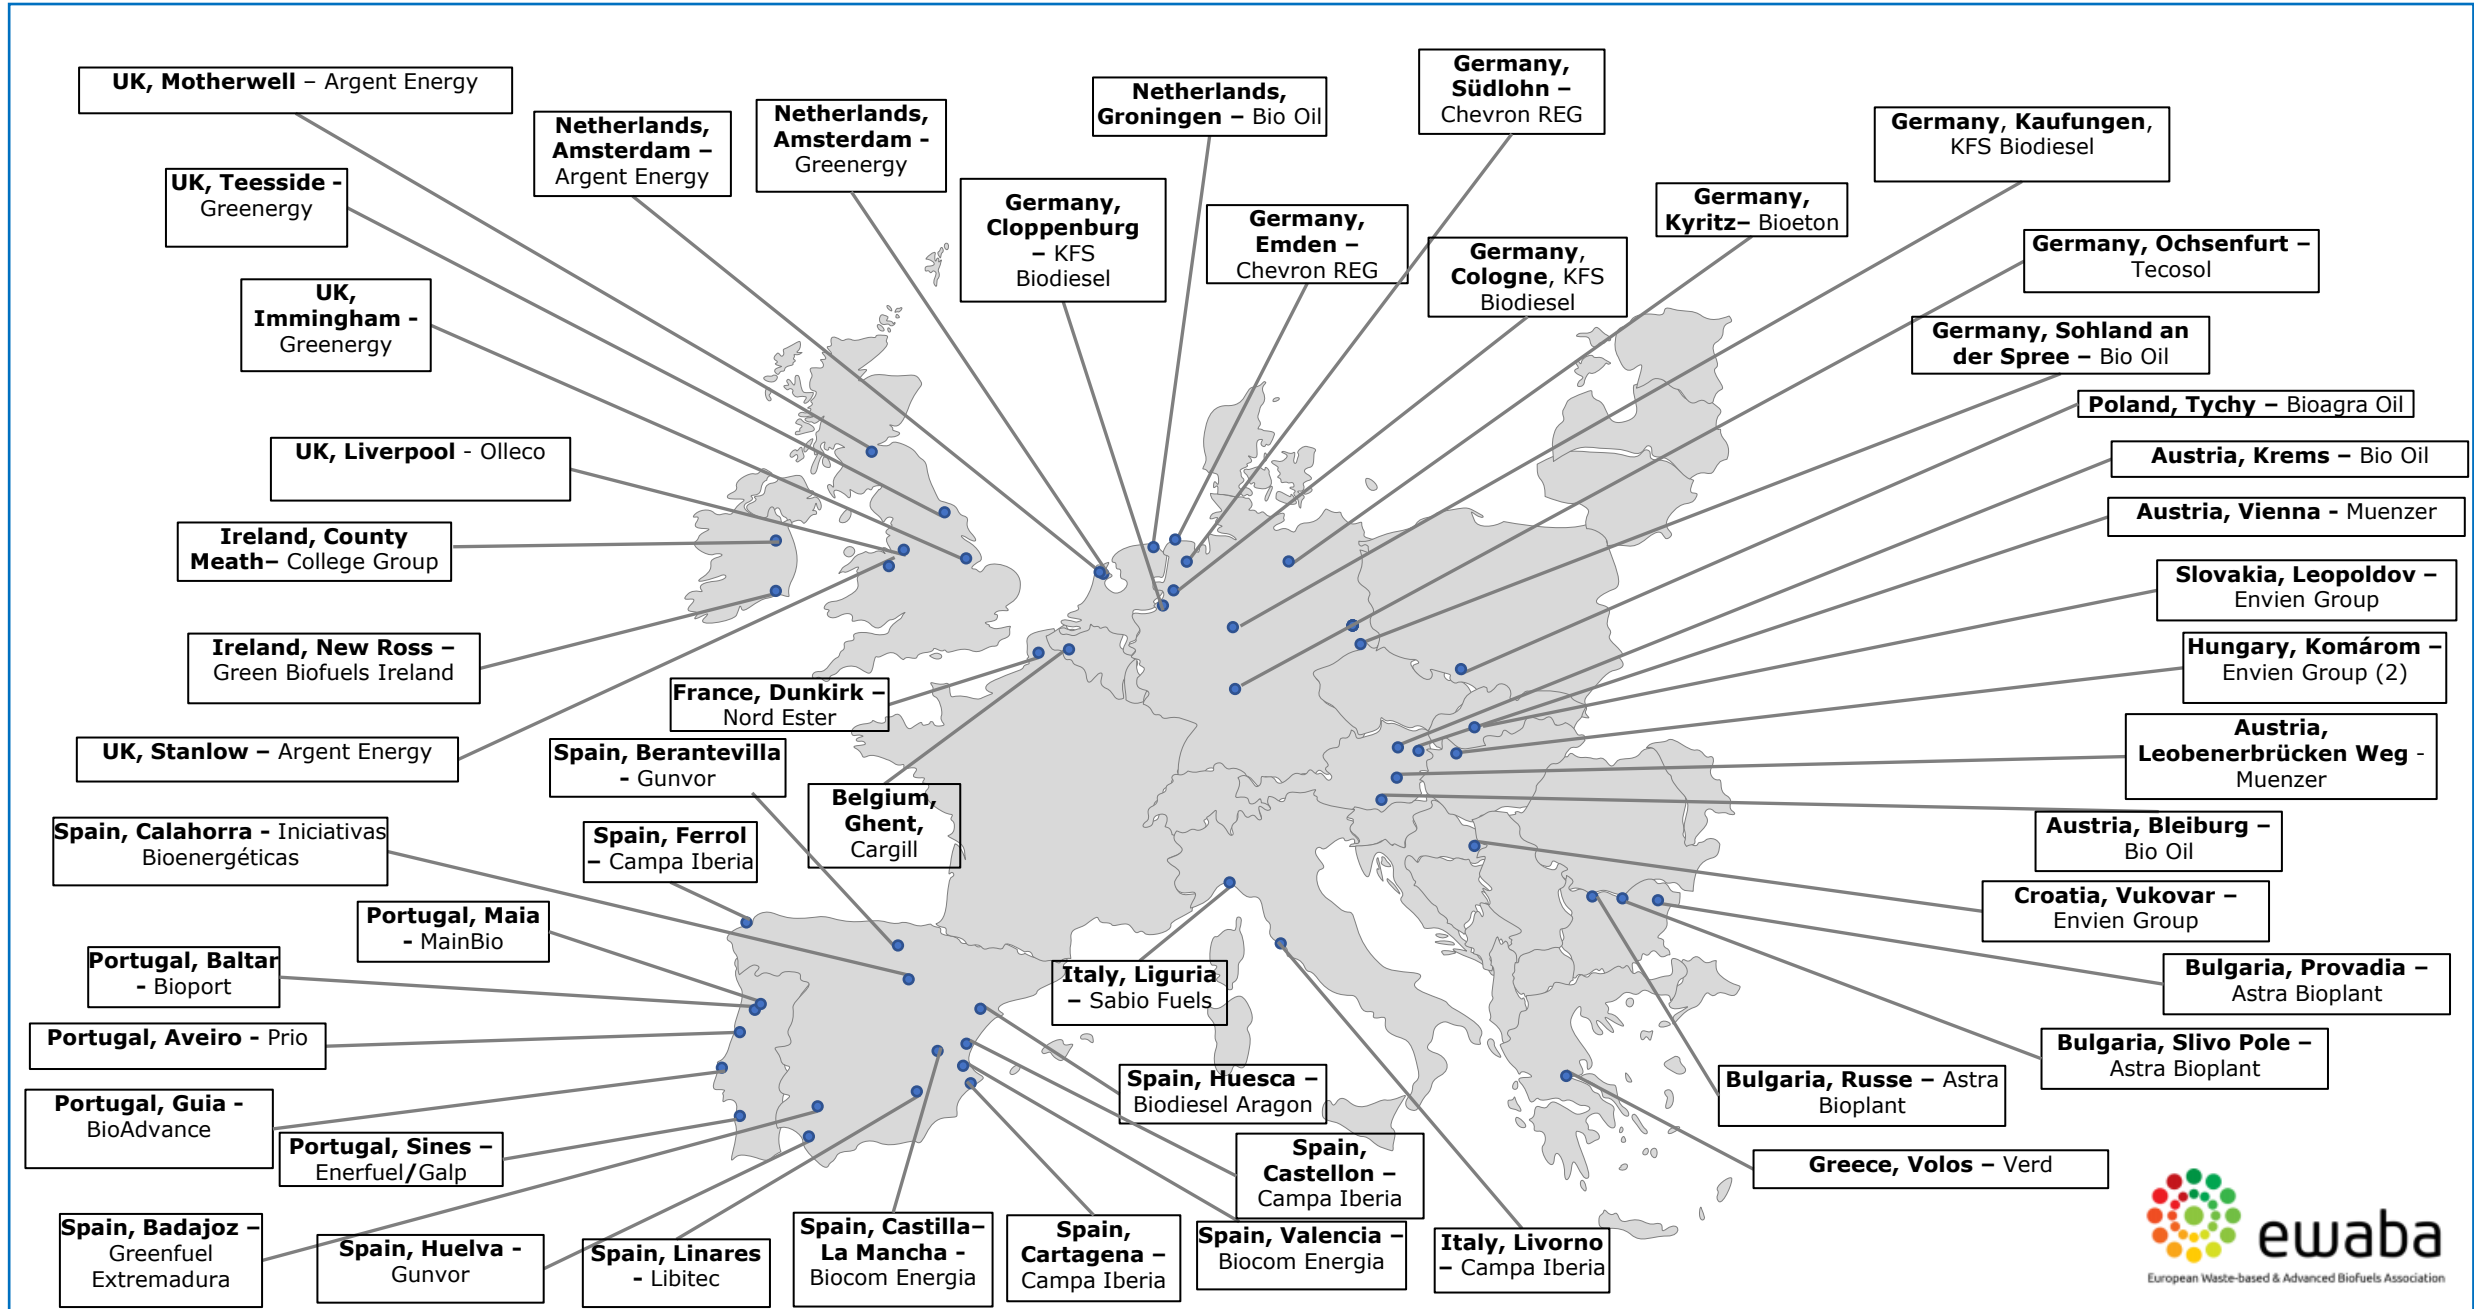 UK, Motherwell – Argent Energy
Netherlands,
Amsterdam –
Argent Energy
Netherlands,
Amsterdam -
Greenergy
Netherlands,
Groningen – Bio Oil
Germany,
Südlohn –
Chevron REG
Germany, Kaufungen,
KFS Biodiesel
UK, Teesside -
Greenergy
Germany,
Cloppenburg
– KFS
Biodiesel
Germany,
Emden –
Chevron REG
Germany,
Kyritz– Bioeton
Germany,
Cologne, KFS
Biodiesel
Germany, Ochsenfurt –
Tecosol
UK,
Immingham -
Greenergy
Germany, Sohland an
der Spree – Bio Oil
Poland, Tychy – Bioagra Oil
UK, Liverpool - Olleco
Austria, Krems – Bio Oil
Austria, Vienna - Muenzer
Ireland, County
Meath– College Group
Slovakia, Leopoldov –
Envien Group
Ireland, New Ross –
Green Biofuels Ireland
Hungary, Komárom –
Envien Group (2)
France, Dunkirk –
Nord Ester
UK, Stanlow – Argent Energy
Spain, Berantevilla
- Gunvor
Austria,
Leobenerbrücken Weg -
Muenzer
Belgium,
Ghent,
Cargill
Spain, Calahorra - Iniciativas
Bioenergéticas
Spain, Ferrol
– Campa Iberia
Austria, Bleiburg –
Bio Oil
Croatia, Vukovar –
Envien Group
Portugal, Maia
- MainBio
Portugal, Baltar
- Bioport
Italy, Liguria
– Sabio Fuels
Bulgaria, Provadia –
Astra Bioplant
Portugal, Aveiro - Prio
Bulgaria, Slivo Pole –
Astra Bioplant
Spain, Huesca –
Biodiesel Aragon
Bulgaria, Russe – Astra
Bioplant
Portugal, Guia -
BioAdvance
Portugal, Sines –
Enerfuel/Galp
Spain,
Castellon –
Campa Iberia
Greece, Volos – Verd
Spain, Badajoz –
Greenfuel
Extremadura
Spain, Huelva -
Gunvor
Spain, Linares
- Libitec
Spain, Castilla–
La Mancha -
Biocom Energia
Spain,
Cartagena –
Campa Iberia
Spain, Valencia –
Biocom Energia
Italy, Livorno
– Campa Iberia
ewaba
European Waste-based & Advanced Biofuels Association